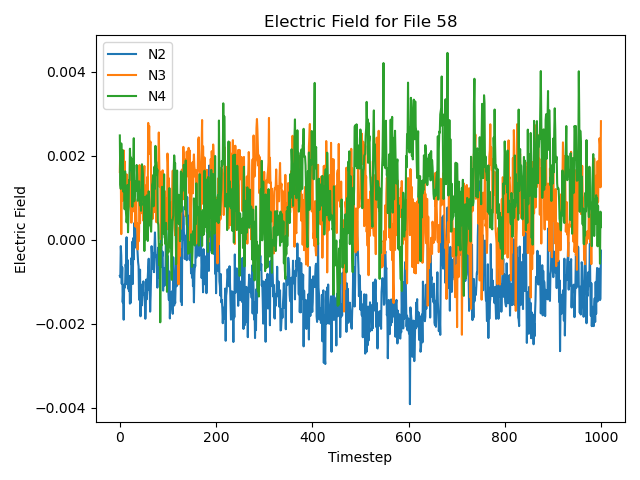 Electric Field for File 58
N2
N3
N4
0.004
0.002
0.000
−0.002
−0.004
Electric Field
0 200 400 600 800 1000
Timestep